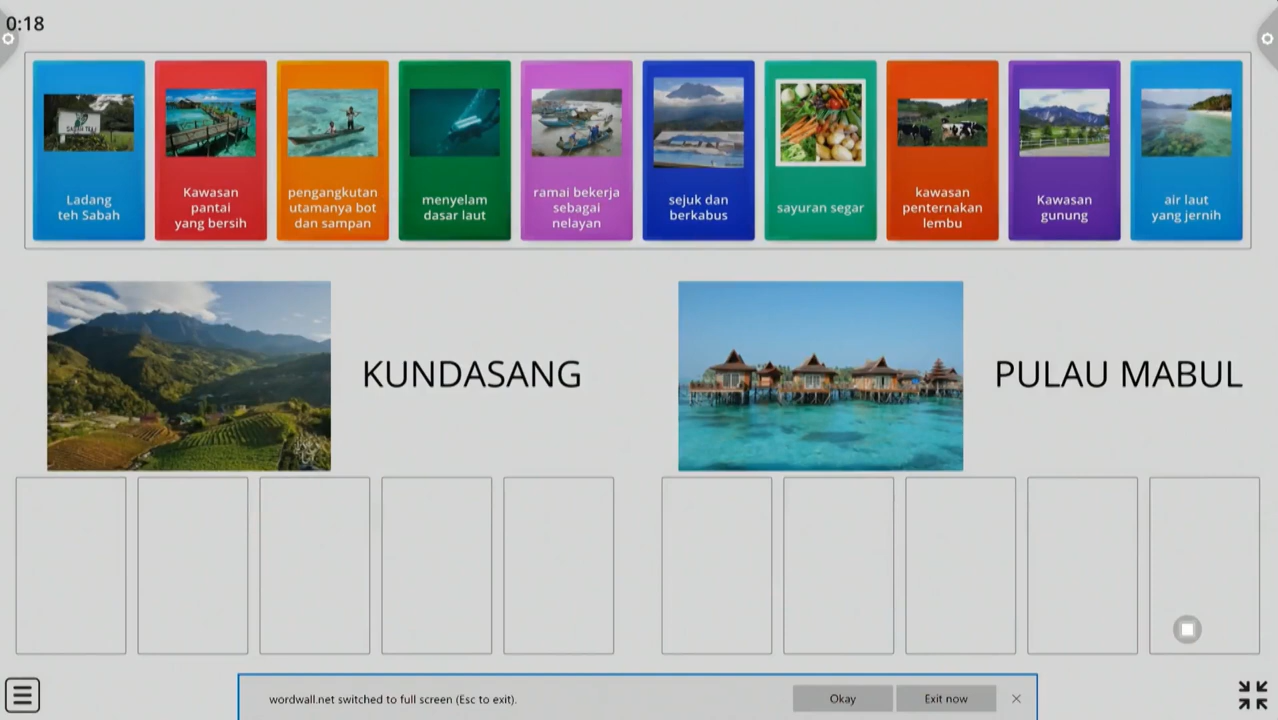 0:18
Ladang
teh Sabah
Kawasan
pantai
yang bersih
pengangkutan
utamanya bot
dan sampan
menyelam
dasar laut
ramai bekerja
sebagai
nelayan
sejuk dan
berkabus
sayuran segar
kawasan
penternakan
lembu
Kawasan
gunung
air laut
yang jernih
KUNDASANG
PULAU MABUL
wordwall.net switched to full screen (Esc to exit).
Okay
Exit now